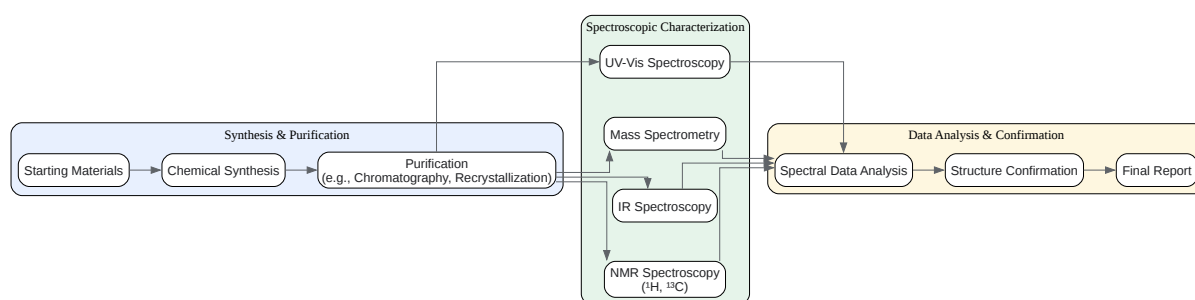 Synthesis & Purification
Starting Materials
Chemical Synthesis
Purification
(e.g., Chromatography, Recrystallization)
Spectroscopic Characterization
UV-Vis Spectroscopy
Mass Spectrometry
IR Spectroscopy
NMR Spectroscopy
(¹H, ¹³C)
Data Analysis & Confirmation
Spectral Data Analysis
Structure Confirmation
Final Report